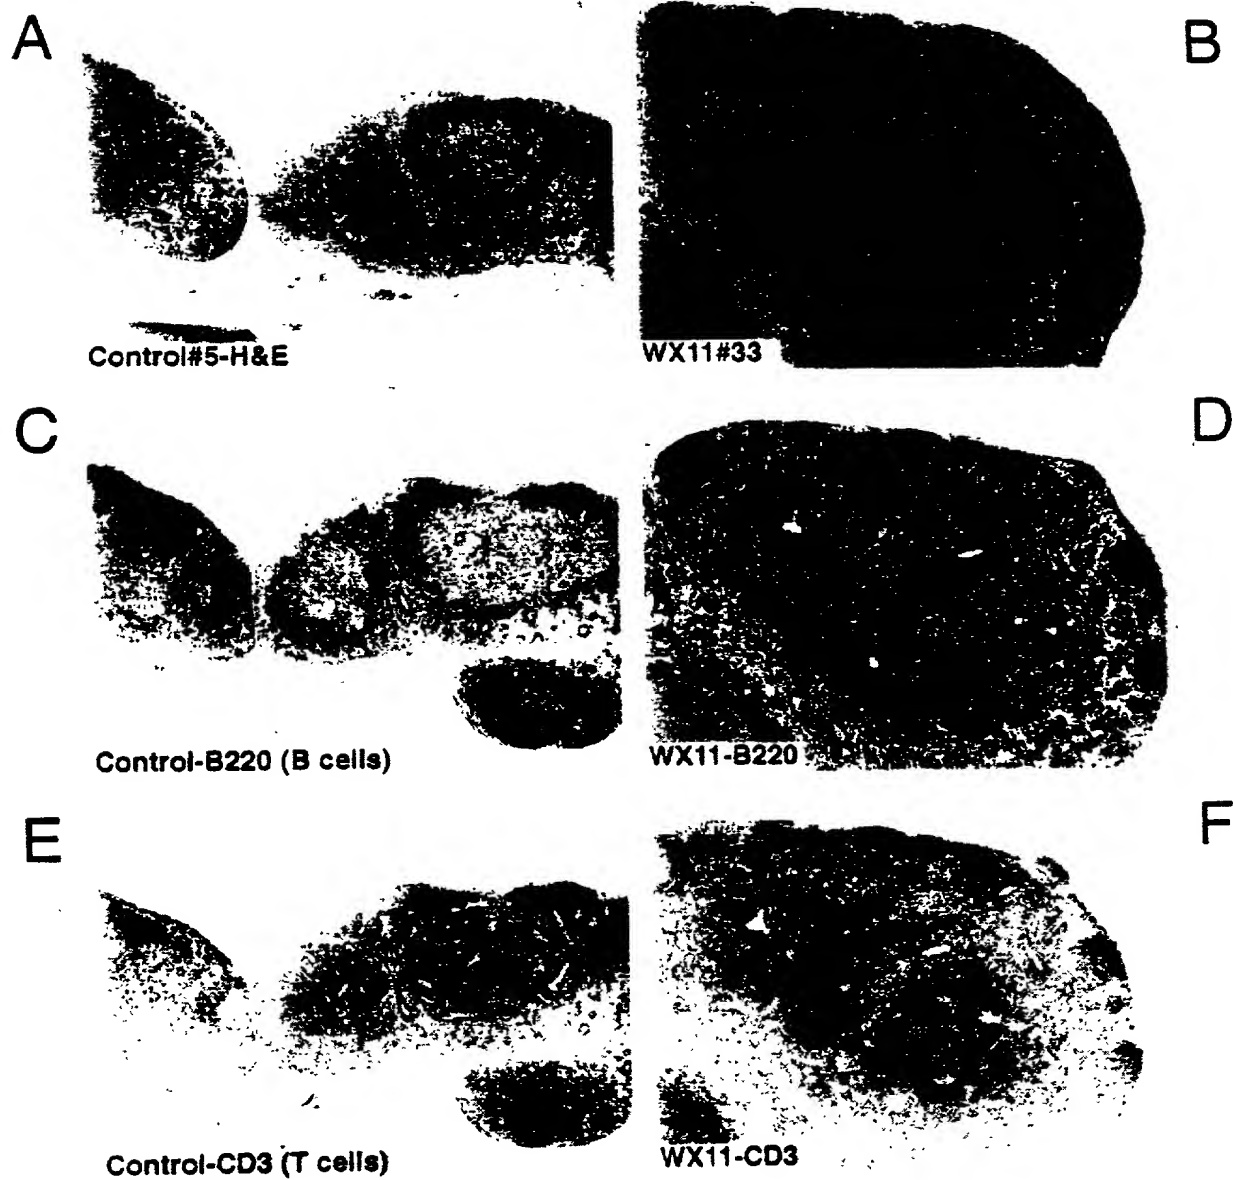 A
B
Control#5-H&E
WX11#33
C
D
Control-B220 (B cells)
WX11-B220
E
F
Control-CD3 (T cells)
WX11-CD3